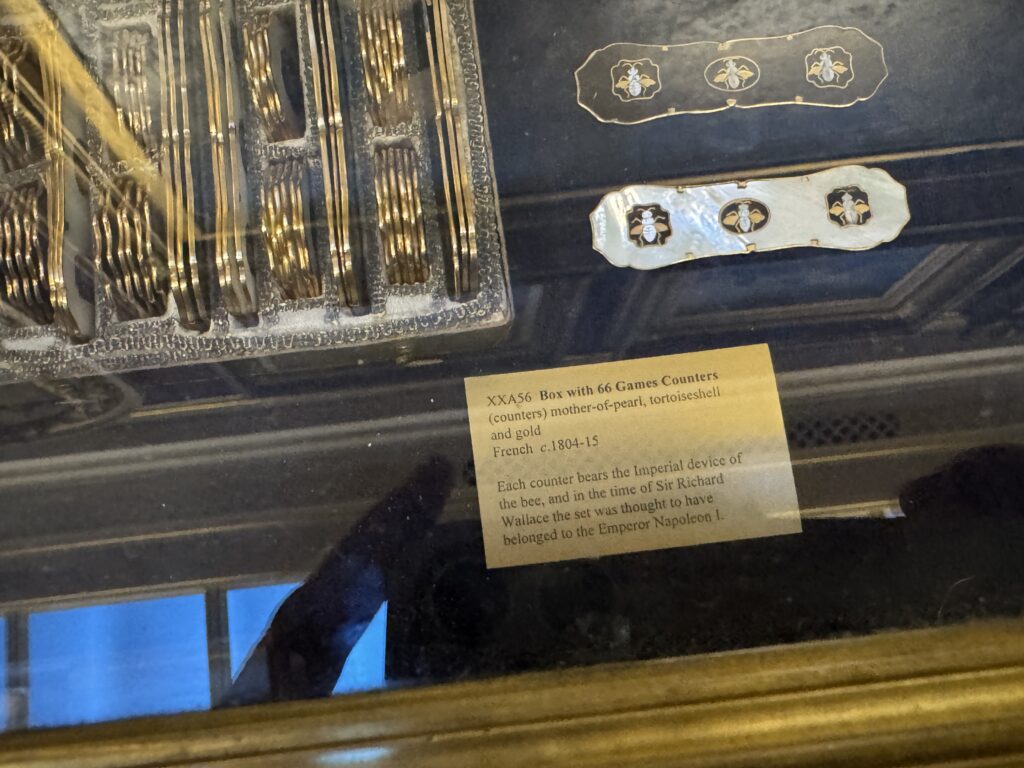 XXA56 Box with 66 Games Counters
(counters) mother-of-pearl, tortoiseshell
and gold
French c.1804-15
Each counter bears the Imperial device of
the bee, and in the time of Sir Richard
Wallace the set was thought to have
belonged to the Emperor Napoleon I.